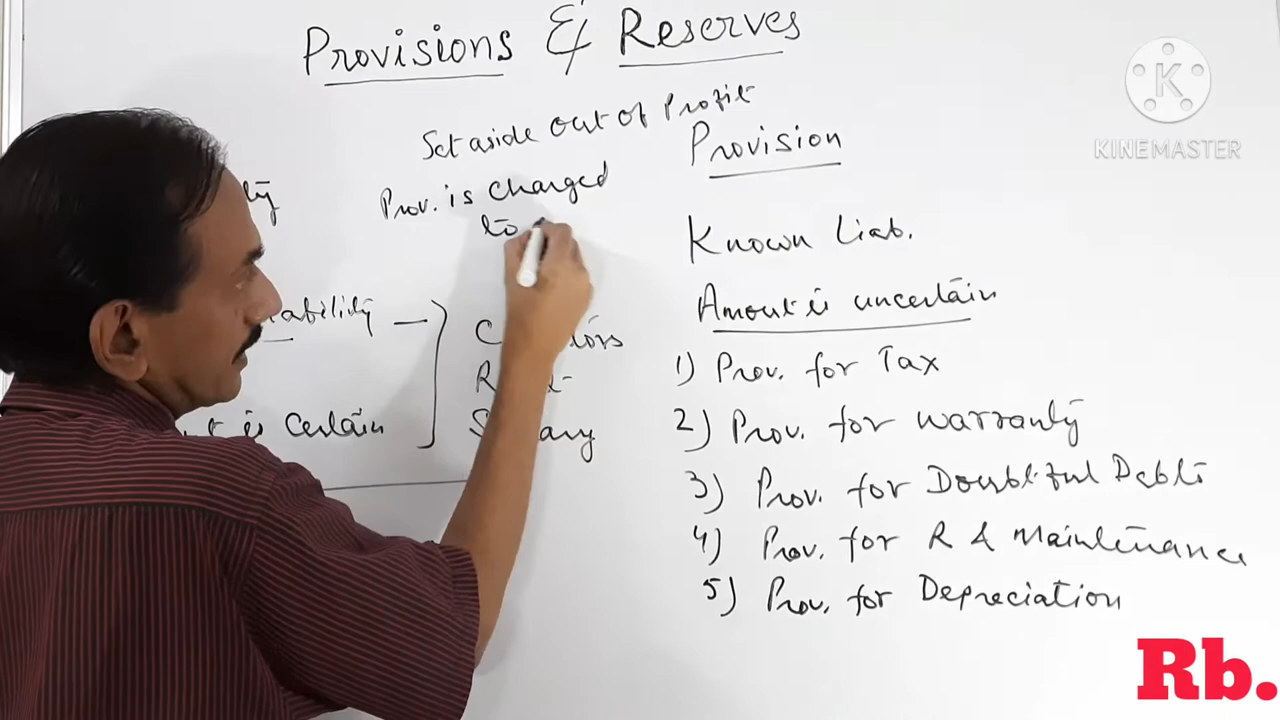 Provisions & Reserves
Set aside out of Profit
Prov. is charged
to
is certain
Provision
Known Liab.
Amount is uncertain
1) Prov. for Tax
2) Prov. for warranty
3) Prov. for Doubtful Debts
4) Prov. for R & Maintenance
5) Prov. for Depreciation
KINEMASTER
Rb.